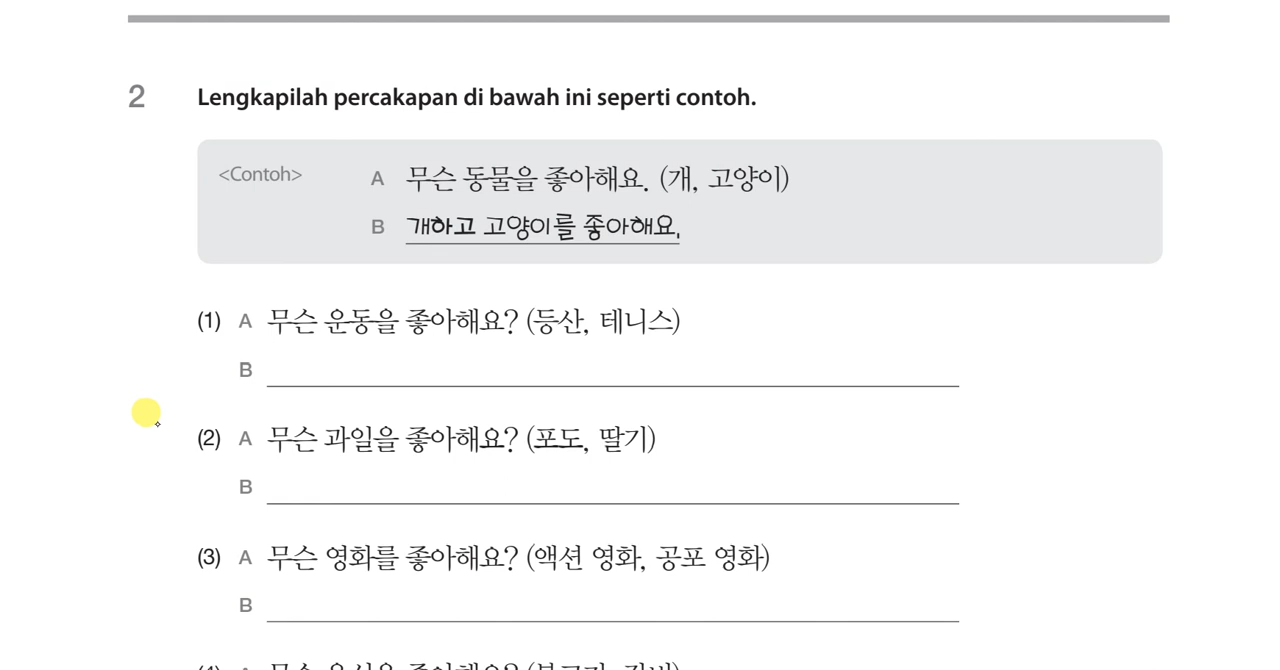 2 Lengkapilah percakapan di bawah ini seperti contoh.
<Contoh> A 무슨 동물을 좋아해요. (개, 고양이)
B 개하고 고양이를 좋아해요.
(1) A 무슨 운동을 좋아해요? (등산, 테니스)
B
(2) A 무슨 과일을 좋아해요? (포도, 딸기)
B
(3) A 무슨 영화를 좋아해요? (액션 영화, 공포 영화)
B